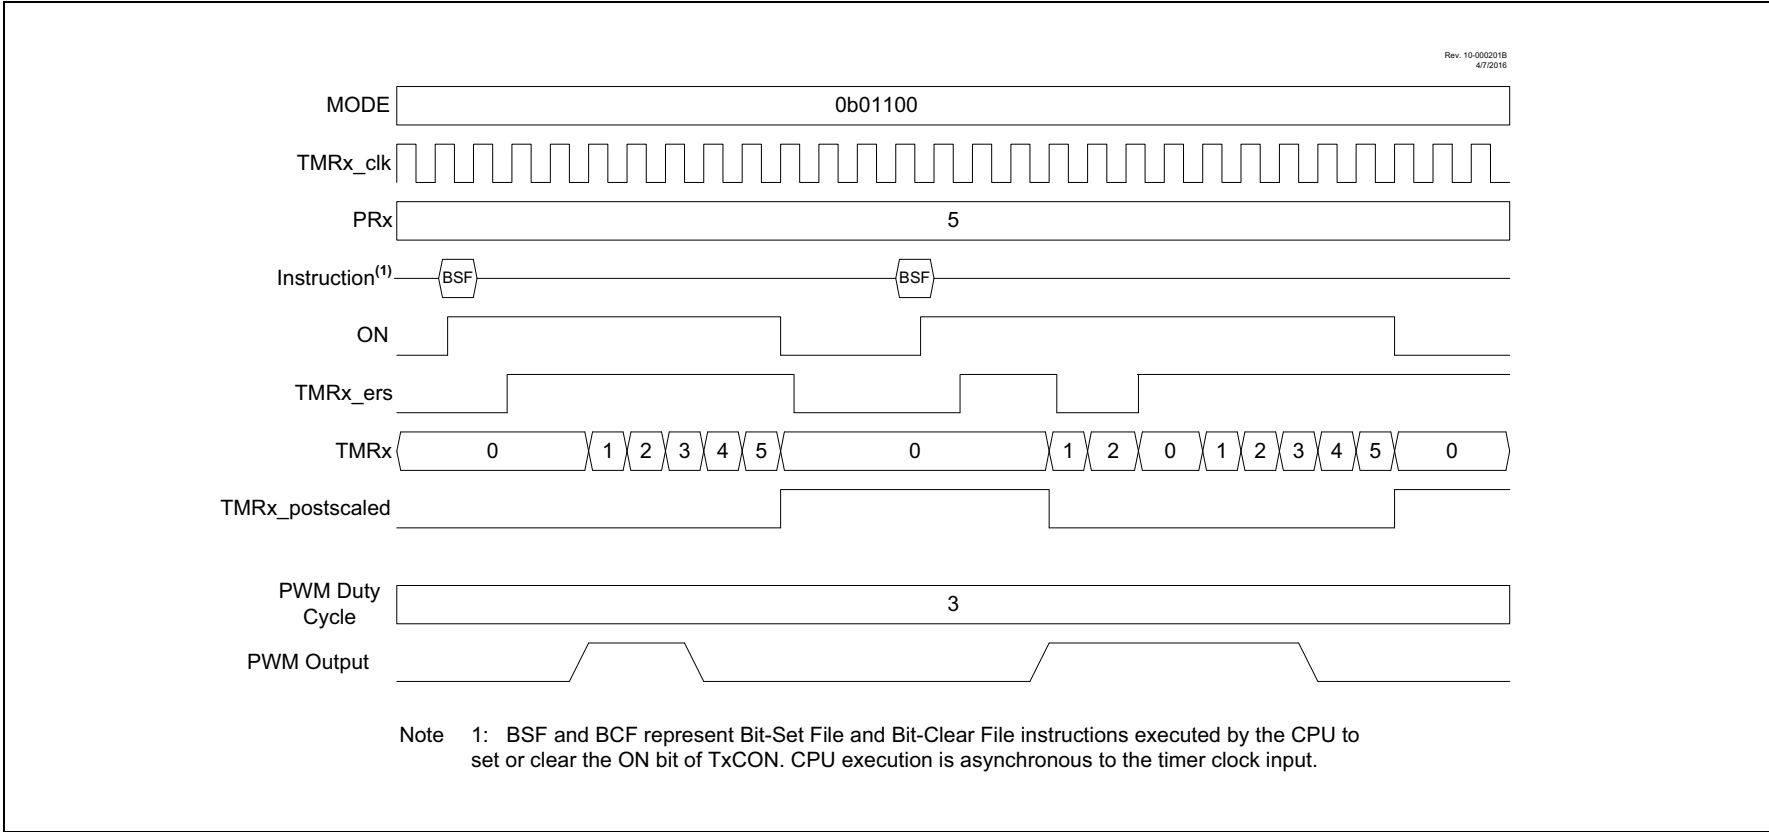 Rev. 10-000201B
4/7/2016
MODE 0b01100
TMRx_clk
PRx 5
Instruction(1) BSF BSF
ON
TMRx_ers
TMRx 0 1 2 3 4 5 0 1 2 0 1 2 3 4 5 0
TMRx_postscaled
PWM Duty
Cycle 3
PWM Output
Note 1: BSF and BCF represent Bit-Set File and Bit-Clear File instructions executed by the CPU to
set or clear the ON bit of TxCON. CPU execution is asynchronous to the timer clock input.